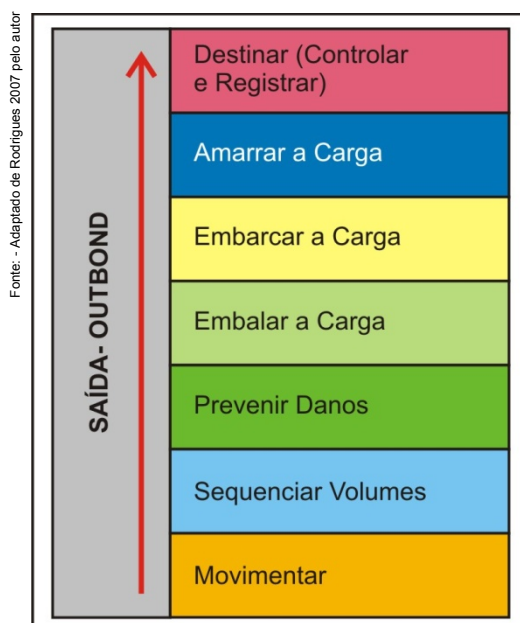 Fonte: - Adaptado de Rodrigues 2007 pelo autor
SAÍDA- OUTBOND
Destinar (Controlar
e Registrar)
Amarrar a Carga
Embarcar a Carga
Embalar a Carga
Prevenir Danos
Sequenciar Volumes
Movimentar